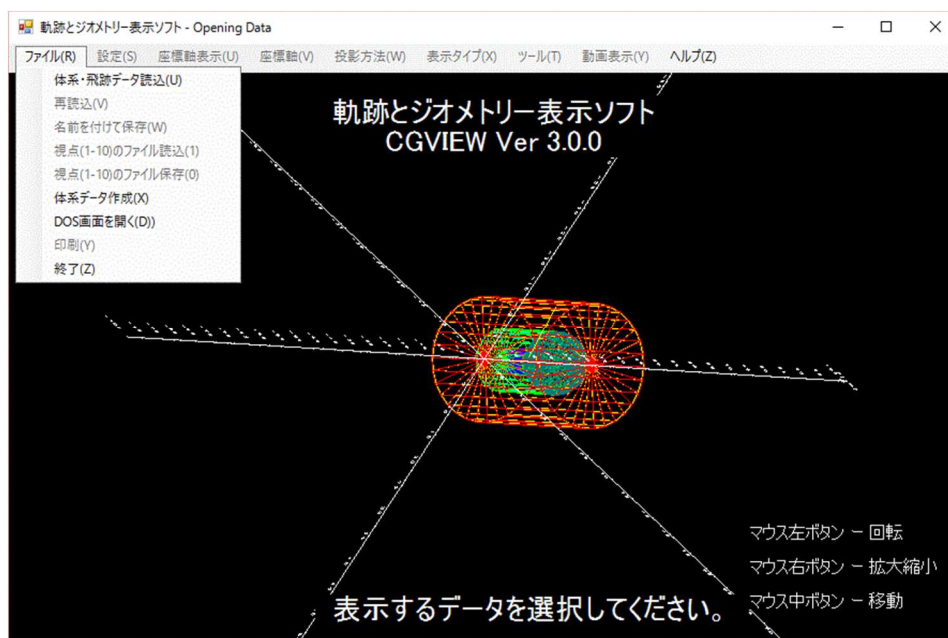 軌跡とジオメトリー表示ソフト - Opening Data
ファイル(R) 設定(S) 座標軸表示(U) 座標軸(V) 投影方法(W) 表示タイプ(X) ツール(T) 動画表示(Y) ヘルプ(Z)
体系・飛跡データ読込(U)
再読込(V)
名前を付けて保存(W)
視点(1-10)のファイル読込(1)
視点(1-10)のファイル保存(0)
体系データ作成(X)
DOS画面を開く(D))
印刷(Y)
終了(Z)
軌跡とジオメトリー表示ソフト
CGVIEW Ver 3.0.0
マウス左ボタン － 回転
マウス右ボタン － 拡大縮小
マウス中ボタン － 移動
表示するデータを選択してください。